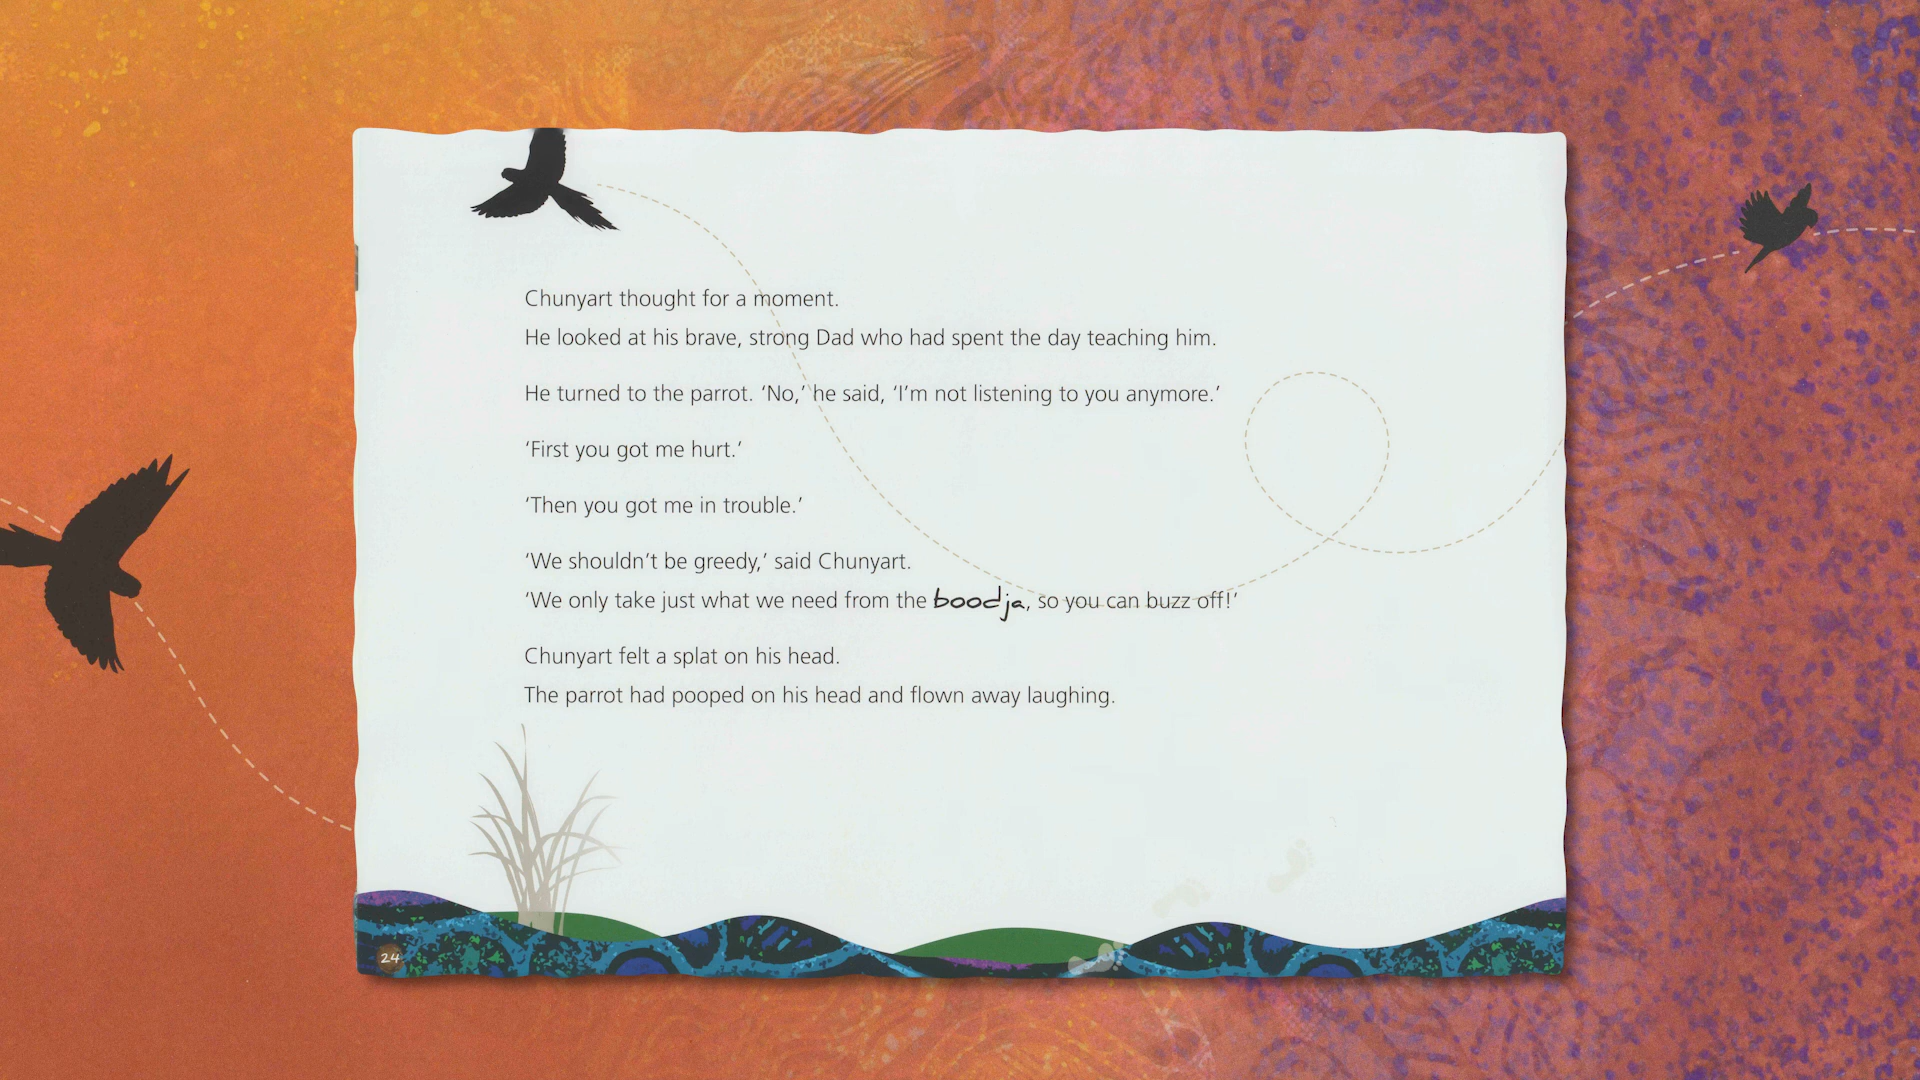 Chunyart thought for a moment.
He looked at his brave, strong Dad who had spent the day teaching him.
He turned to the parrot. ‘No,’ he said, ‘I’m not listening to you anymore.’
‘First you got me hurt.’
‘Then you got me in trouble.’
‘We shouldn’t be greedy,’ said Chunyart.
‘We only take just what we need from the boodja, so you can buzz off!’
Chunyart felt a splat on his head.
The parrot had pooped on his head and flown away laughing.
24